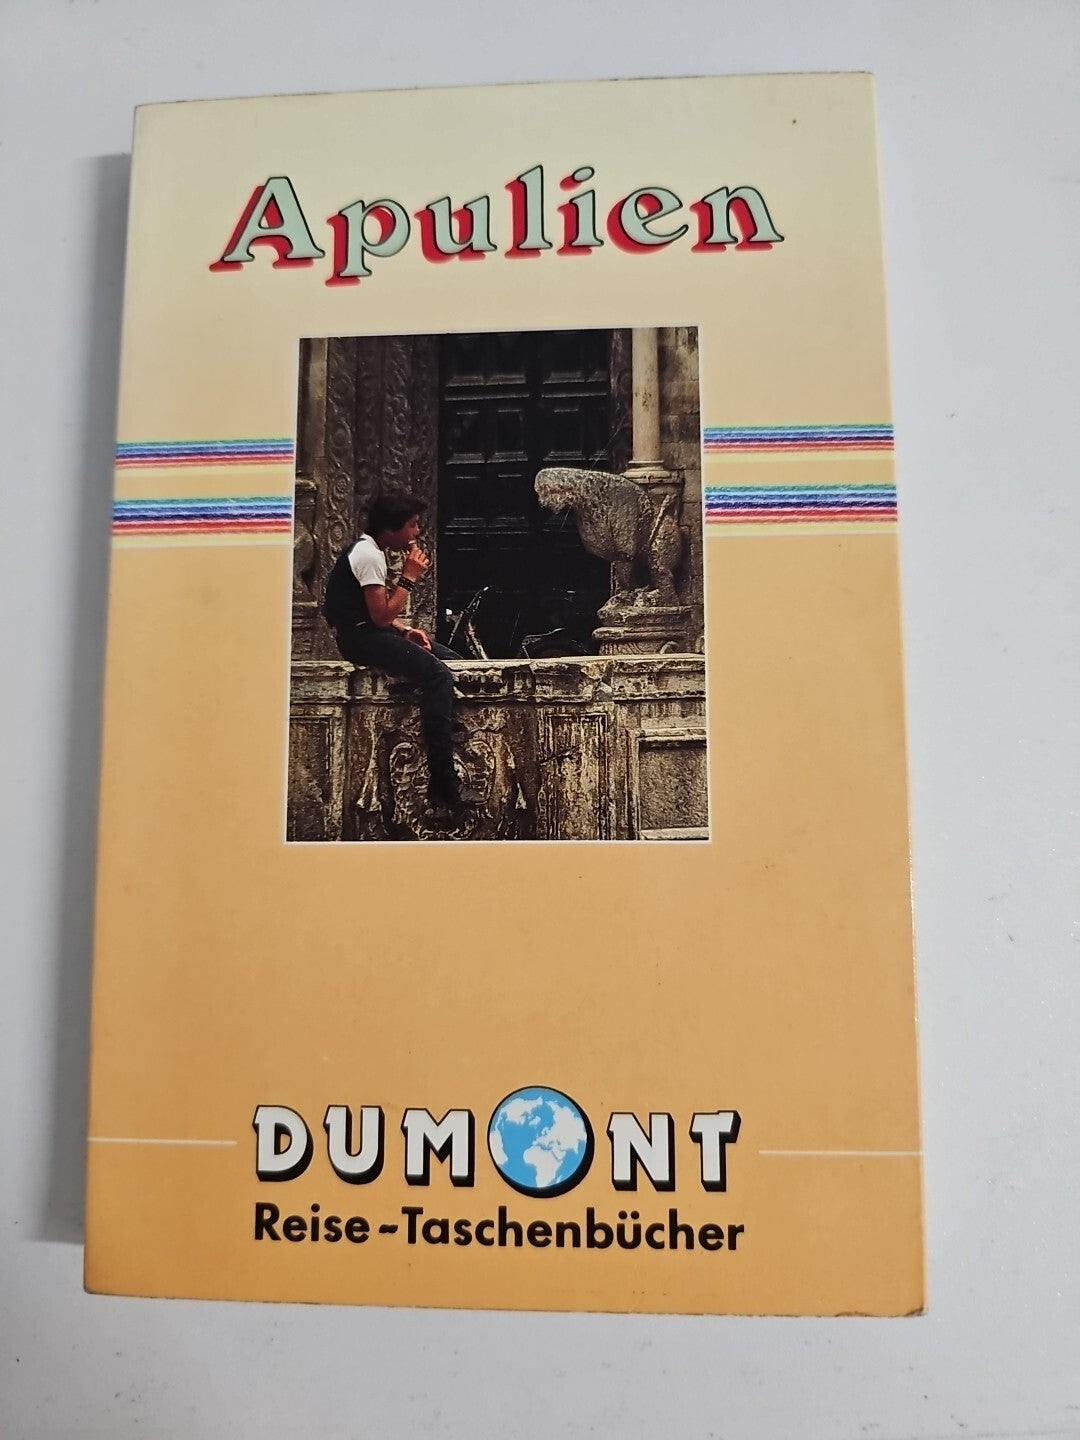 Apulien
DUMONT
Reise-Taschenbücher